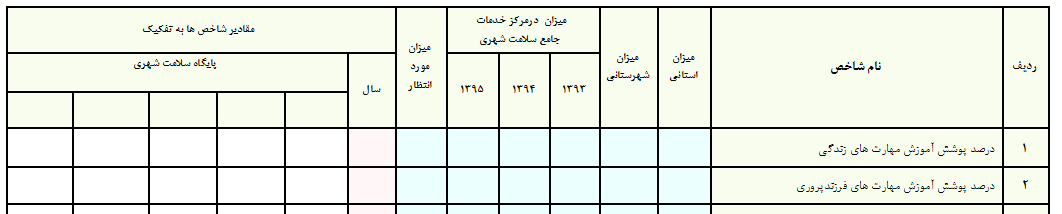 ردیف
نام شاخص
میزان
استانی
میزان
شهرستانی
میزان درمرکز خدمات
جامع سلامت شهری
۱۳۹۳
۱۳۹۴
۱۳۹۵
میزان
مورد
انتظار
مقادیر شاخص ها به تفکیک
سال
پایگاه سلامت شهری
۱
درصد پوشش آموزش مهارت های زندگی
۲
درصد پوشش آموزش مهارت های فرزندپروری